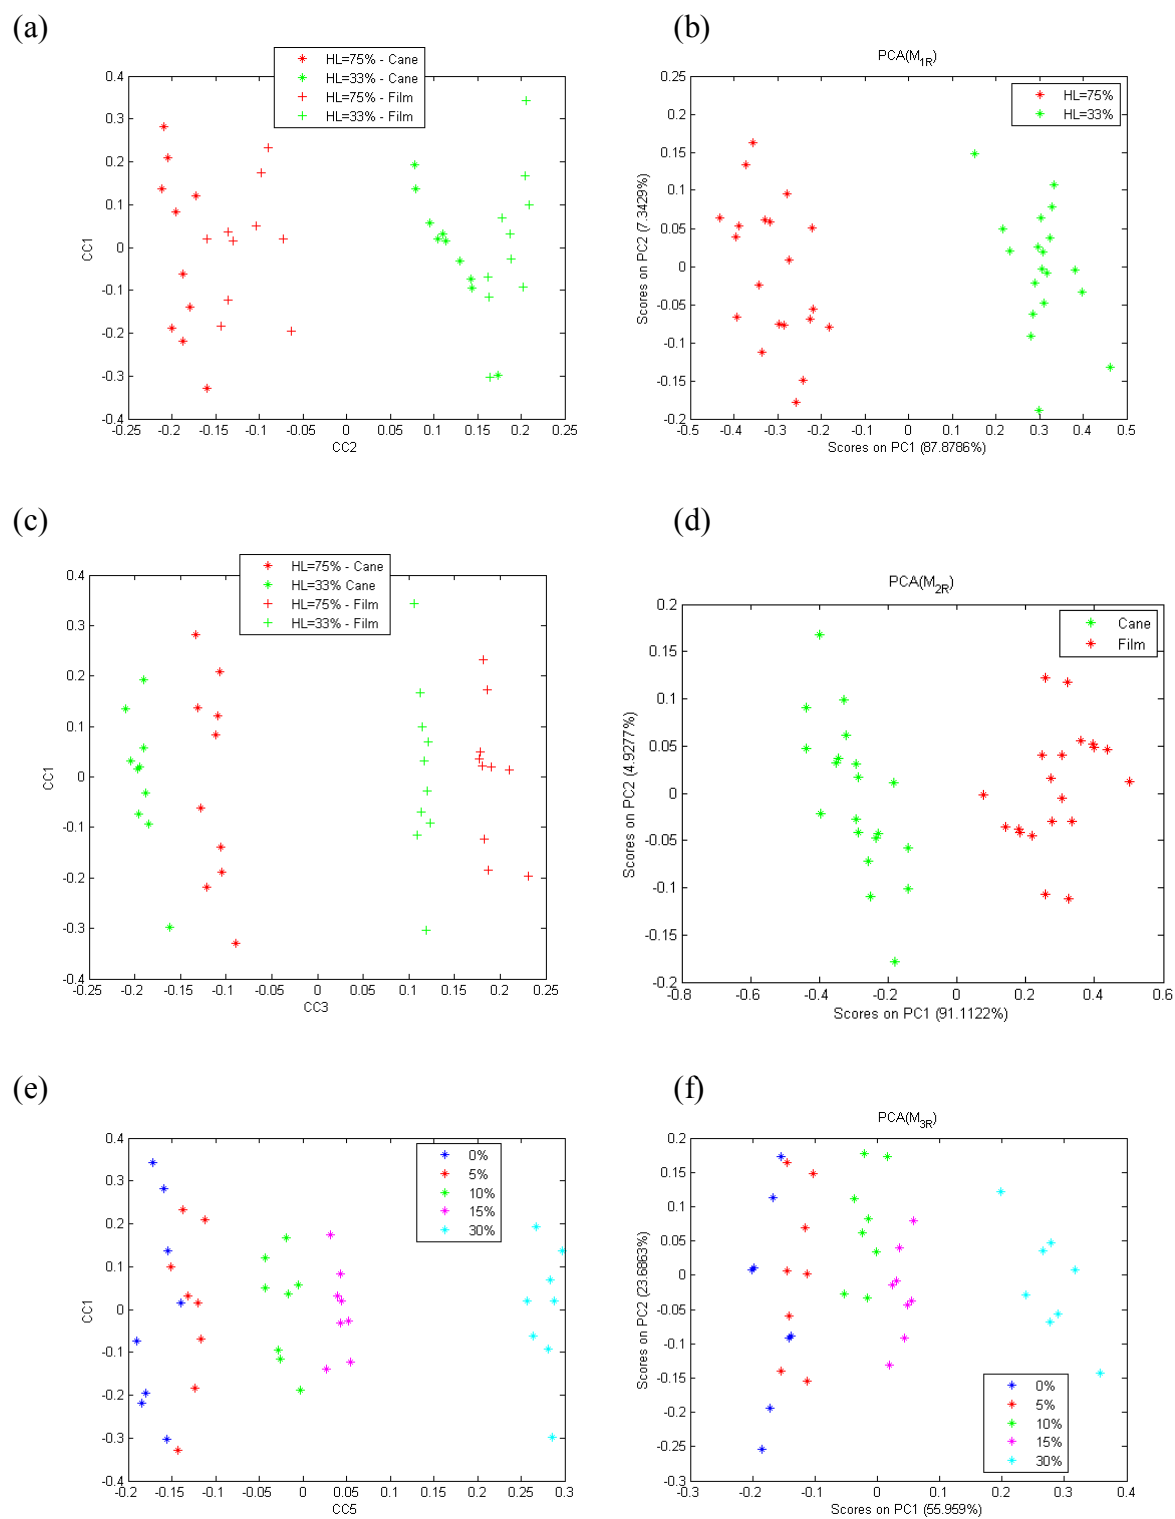 (a)
HL=75% - Cane
HL=33% - Cane
HL=75% - Film
HL=33% - Film
0.4
0.3
0.2
0.1
0
-0.1
-0.2
-0.3
-0.4
CC1
-0.25 -0.2 -0.15 -0.1 -0.05 0 0.05 0.1 0.15 0.2 0.25
CC2
(b)
PCA(M1R)
HL=75%
HL=33%
0.25
0.2
0.15
0.1
0.05
0
-0.05
-0.1
-0.15
-0.2
Scores on PC2 (7.3429%)
-0.5 -0.4 -0.3 -0.2 -0.1 0 0.1 0.2 0.3 0.4 0.5
Scores on PC1 (87.8786%)
(c)
HL=75% - Cane
HL=33% Cane
HL=75% - Film
HL=33% - Film
0.4
0.3
0.2
0.1
0
-0.1
-0.2
-0.3
-0.4
CC1
-0.25 -0.2 -0.15 -0.1 -0.05 0 0.05 0.1 0.15 0.2 0.25
CC3
(d)
PCA(M2R)
Cane
Film
0.2
0.15
0.1
0.05
0
-0.05
-0.1
-0.15
-0.2
Scores on PC2 (4.9277%)
-0.8 -0.6 -0.4 -0.2 0 0.2 0.4 0.6
Scores on PC1 (91.1122%)
(e)
0%
5%
10%
15%
30%
0.4
0.3
0.2
0.1
0
-0.1
-0.2
-0.3
-0.4
CC1
-0.2 -0.15 -0.1 -0.05 0 0.05 0.1 0.15 0.2 0.25 0.3
CC5
(f)
PCA(M3R)
0.2
0.15
0.1
0.05
0
-0.05
-0.1
-0.15
-0.2
-0.25
-0.3
Scores on PC2 (23.6863%)
0%
5%
10%
15%
30%
-0.3 -0.2 -0.1 0 0.1 0.2 0.3 0.4
Scores on PC1 (55.959%)